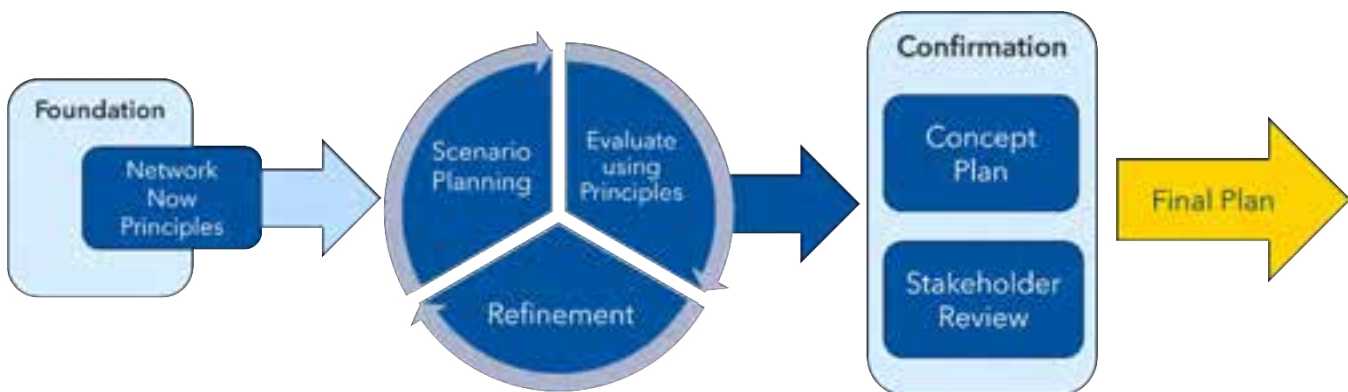 Foundation
Network
Now
Principles
Scenario
Planning
Evaluate
using
Principles
Refinement
Confirmation
Concept
Plan
Stakeholder
Review
Final Plan